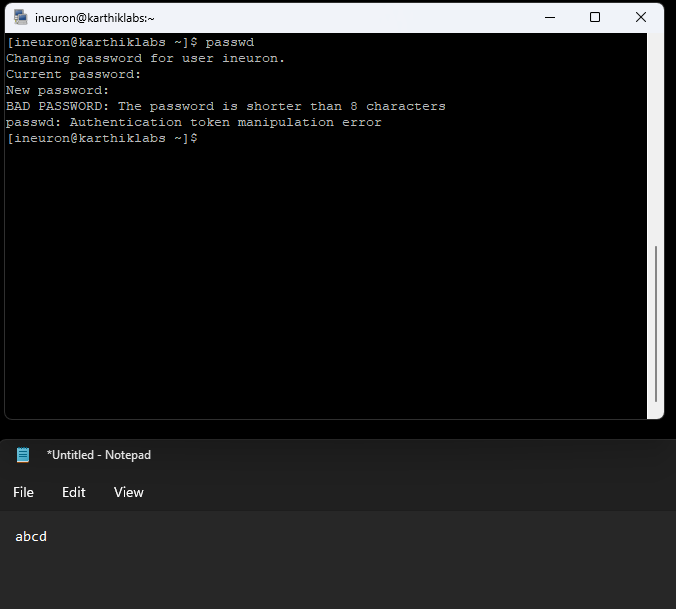 ineuron@karthiklabs:~
[ineuron@karthiklabs ~]$ passwd
Changing password for user ineuron.
Current password:
New password:
BAD PASSWORD: The password is shorter than 8 characters
passwd: Authentication token manipulation error
[ineuron@karthiklabs ~]$
*Untitled - Notepad
File Edit View
abcd